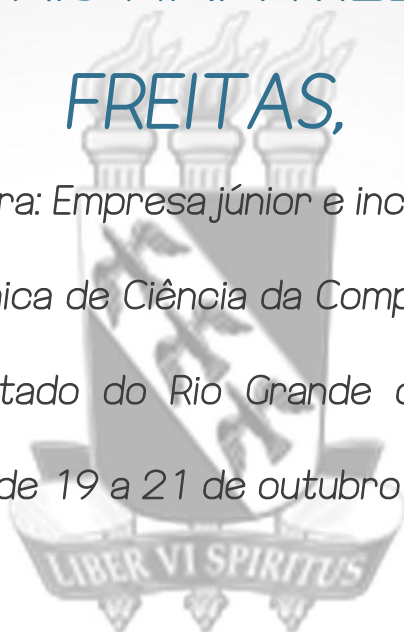 FREITAS,
ra: Empresa júnior e inc
ica de Ciência da Comp
tado do Rio Grande
de 19 a 21 de outubro
LIBER VI SPIRITUS